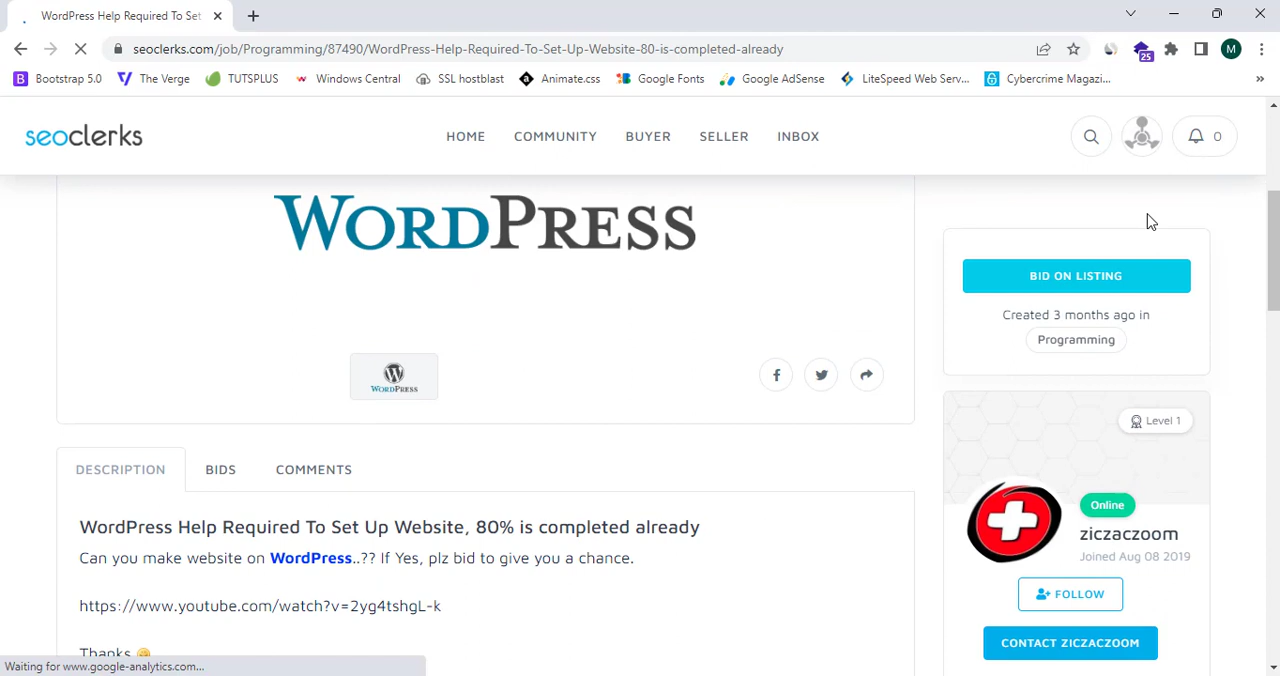 WordPress Help Required To Set
seoclerks.com/job/Programming/87490/WordPress-Help-Required-To-Set-Up-Website-80-is-completed-already
25
M
B Bootstrap 5.0 The Verge TUTSPLUS Windows Central SSL hostblast Animate.css Google Fonts Google AdSense LiteSpeed Web Serv... Cybercrime Magazi... »
seoclerks
HOME COMMUNITY BUYER SELLER INBOX
0
WORDPRESS
BID ON LISTING
Created 3 months ago in
Programming
WORDPRESS
Level 1
DESCRIPTION BIDS COMMENTS
Online
ziczaczoom
Joined Aug 08 2019
WordPress Help Required To Set Up Website, 80% is completed already
Can you make website on WordPress..?? If Yes, plz bid to give you a chance.
FOLLOW
https://www.youtube.com/watch?v=2yg4tshgL-k
CONTACT ZICZACZOOM
Thanks
Waiting for www.google-analytics.com...